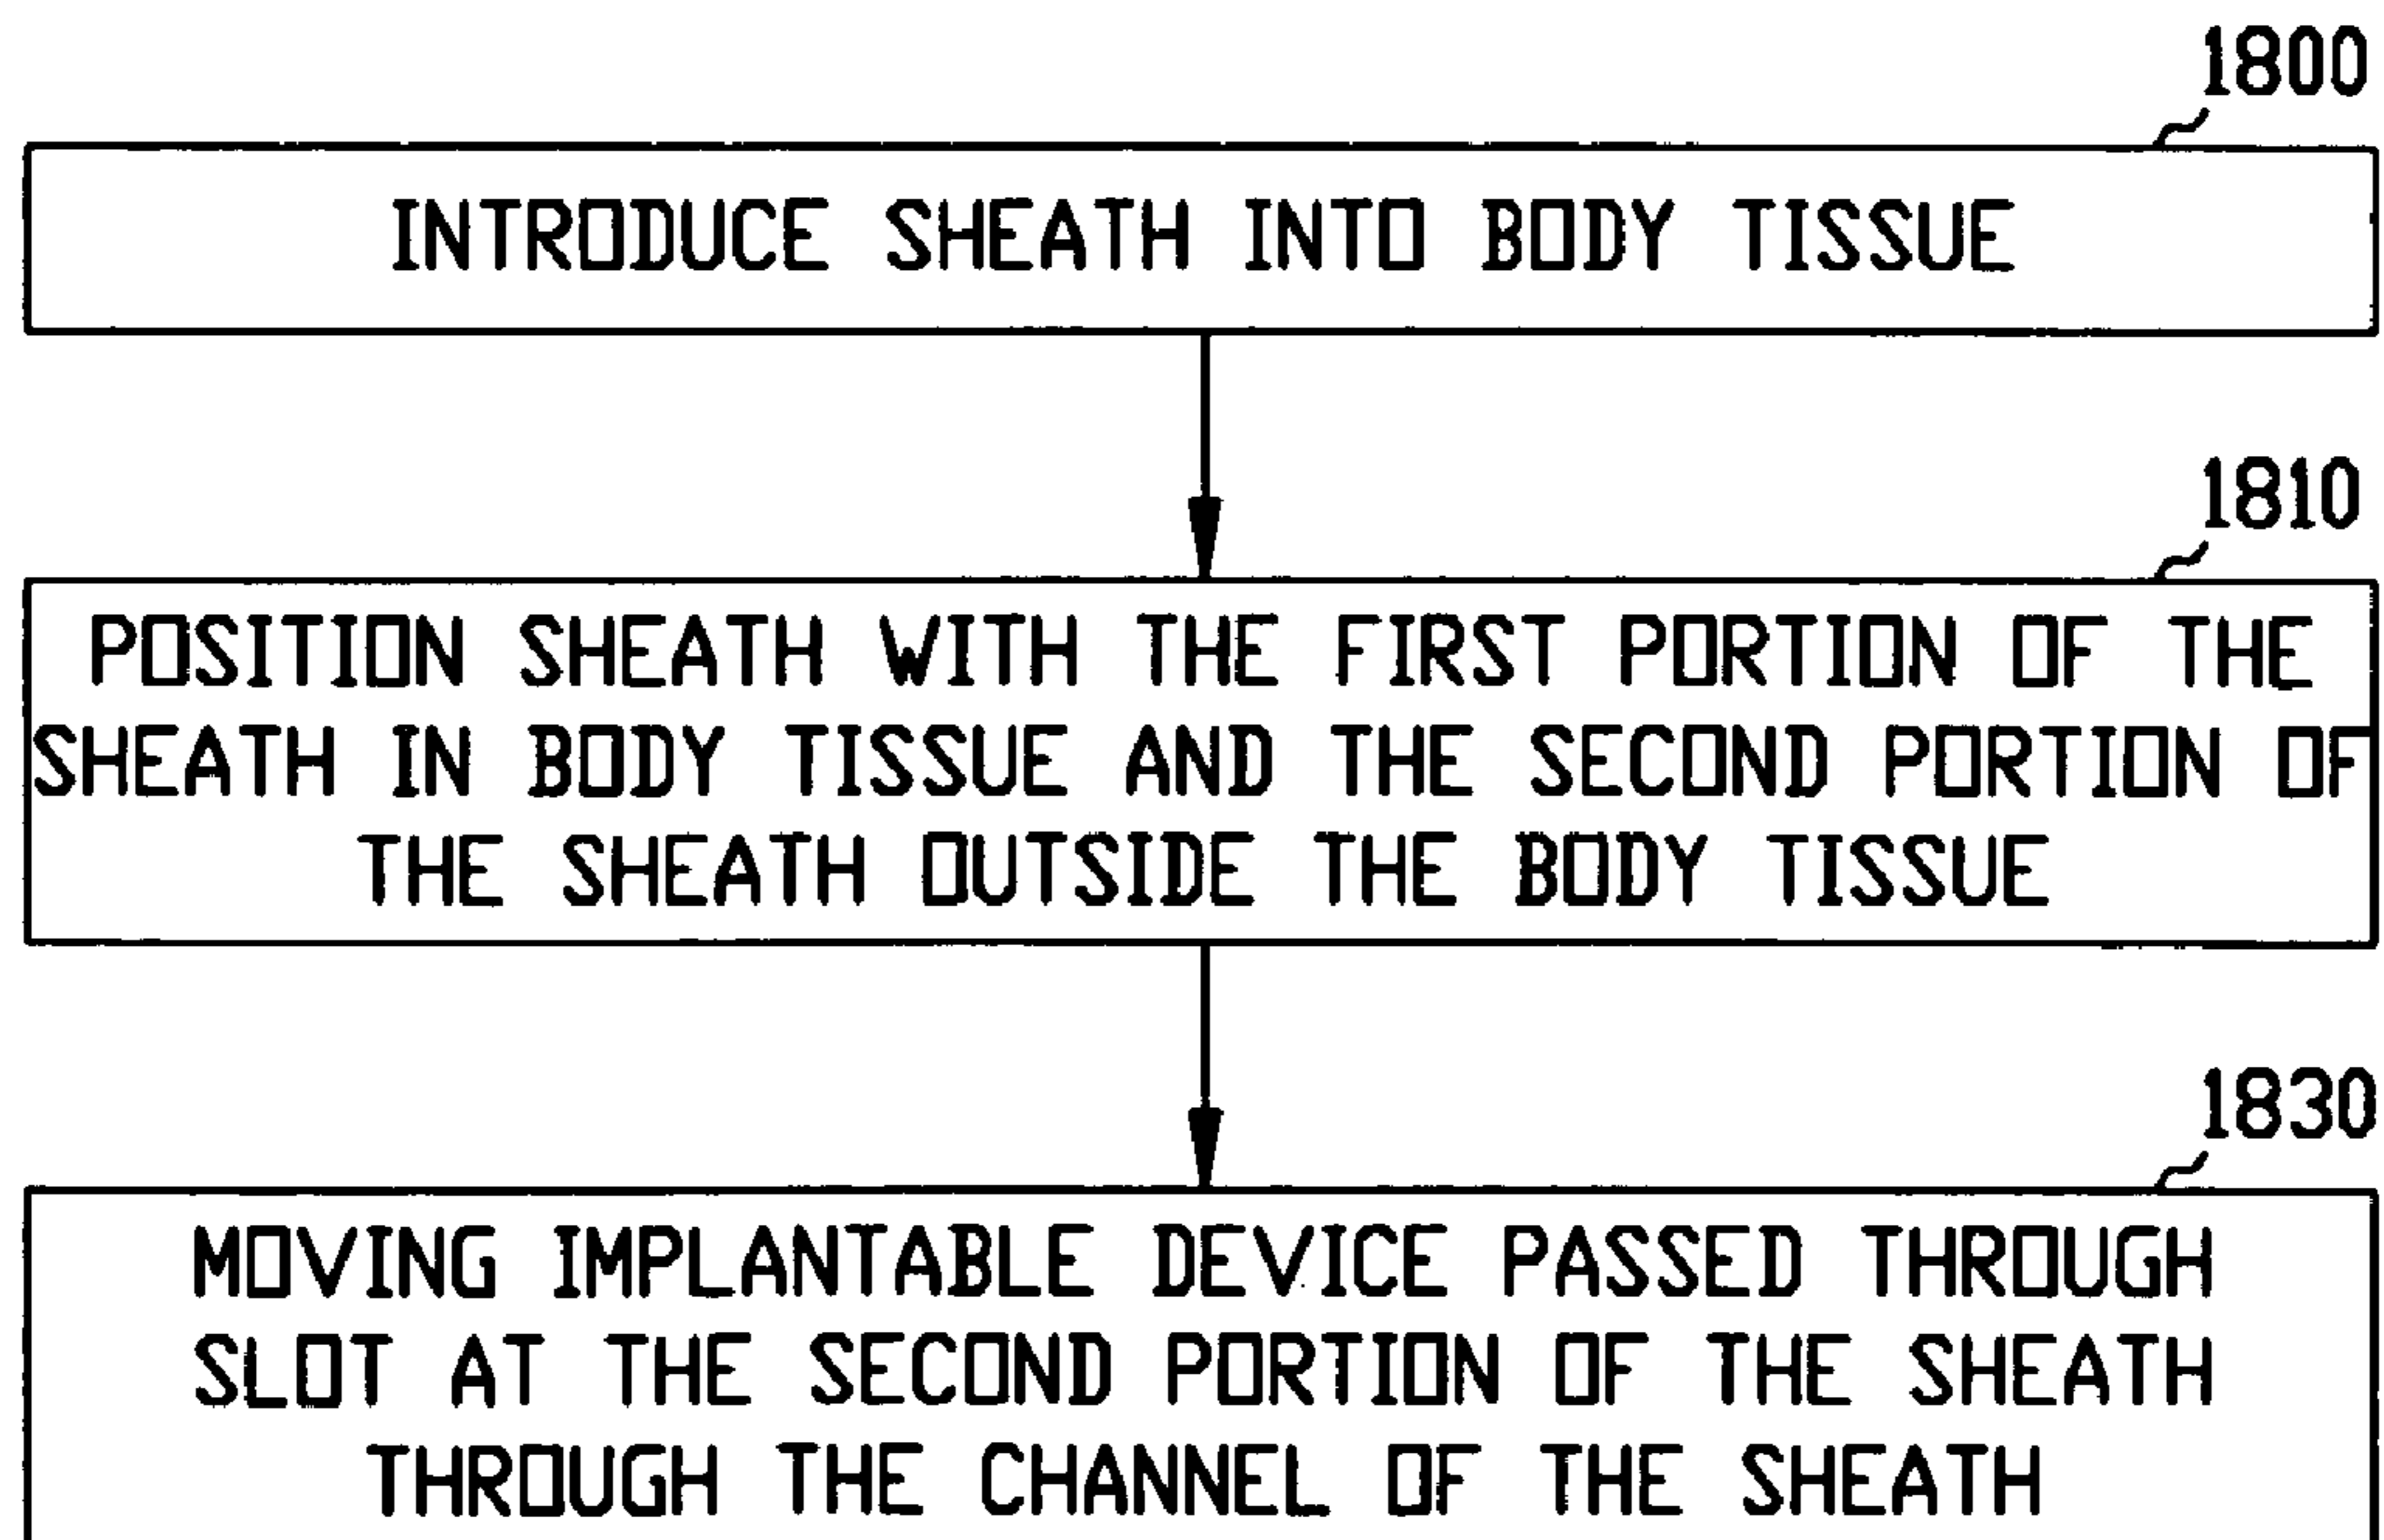 1800
INTRODUCE SHEATH INTO BODY TISSUE
1810
POSITION SHEATH WITH THE FIRST PORTION OF THE
SHEATH IN BODY TISSUE AND THE SECOND PORTION OF
THE SHEATH OUTSIDE THE BODY TISSUE
1830
MOVING IMPLANTABLE DEVICE PASSED THROUGH
SLOT AT THE SECOND PORTION OF THE SHEATH
THROUGH THE CHANNEL OF THE SHEATH